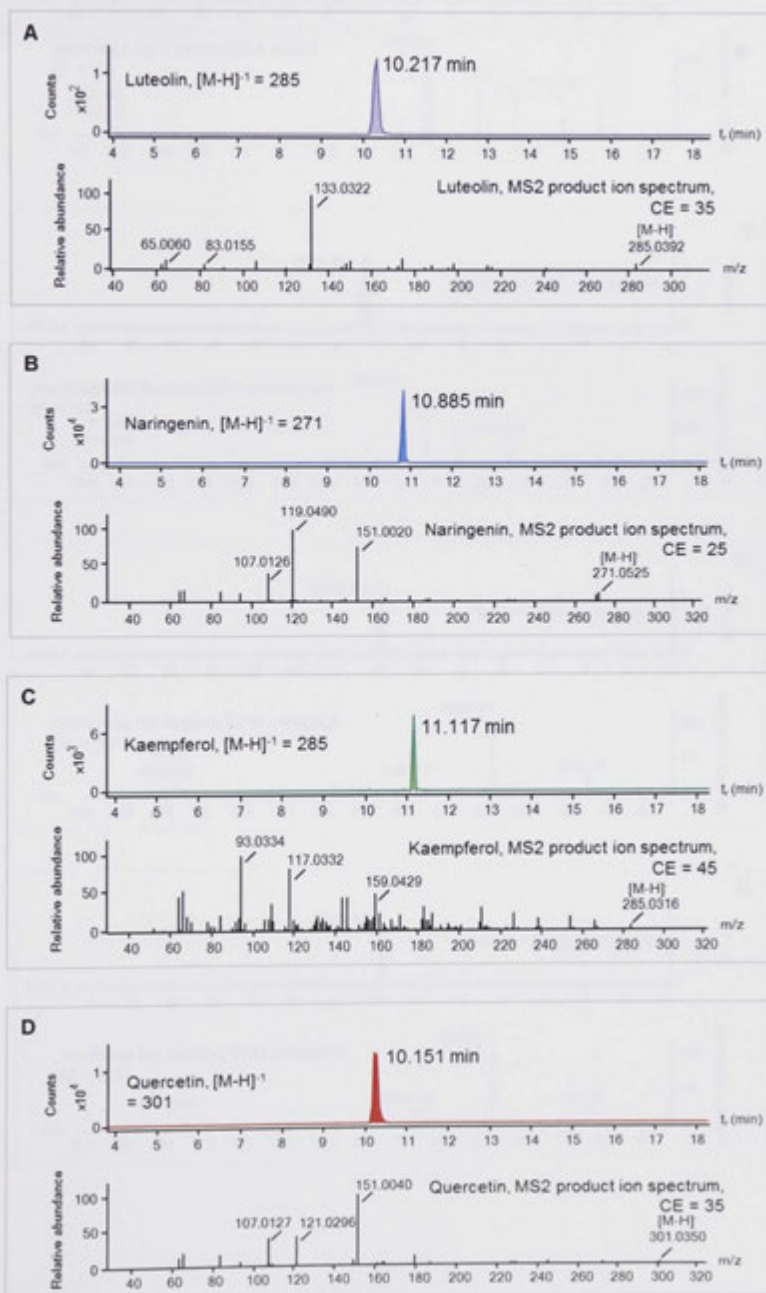 A
Luteolin, [M-H]⁻¹ = 285
10.217 min
Counts
x10²
1
0
4 5 6 7 8 9 10 11 12 13 14 15 16 17 18
tᵣ (min)
Luteolin, MS2 product ion spectrum,
CE = 35
133.0322
65.0060
83.0155
[M-H]⁻
285.0392
Relative abundance
100
50
0
40 60 80 100 120 140 160 180 200 220 240 260 280 300
m/z
B
Naringenin, [M-H]⁻¹ = 271
10.885 min
Counts
x10⁴
3
0
4 5 6 7 8 9 10 11 12 13 14 15 16 17 18
tᵣ (min)
Naringenin, MS2 product ion spectrum,
CE = 25
119.0490
151.0020
107.0126
[M-H]⁻
271.0525
Relative abundance
100
50
0
40 60 80 100 120 140 160 180 200 220 240 260 280 300 320
m/z
C
Kaempferol, [M-H]⁻¹ = 285
11.117 min
Counts
x10³
6
0
4 5 6 7 8 9 10 11 12 13 14 15 16 17 18
tᵣ (min)
Kaempferol, MS2 product ion spectrum,
CE = 45
93.0334
117.0332
159.0429
[M-H]⁻
285.0316
Relative abundance
100
50
0
40 60 80 100 120 140 160 180 200 220 240 260 280 300 320
m/z
D
Quercetin, [M-H]⁻¹
= 301
10.151 min
Counts
x10⁴
1
0
4 5 6 7 8 9 10 11 12 13 14 15 16 17 18
tᵣ (min)
Quercetin, MS2 product ion spectrum,
CE = 35
151.0040
107.0127
121.0296
[M-H]⁻
301.0350
Relative abundance
100
50
0
40 60 80 100 120 140 160 180 200 220 240 260 280 300 320
m/z